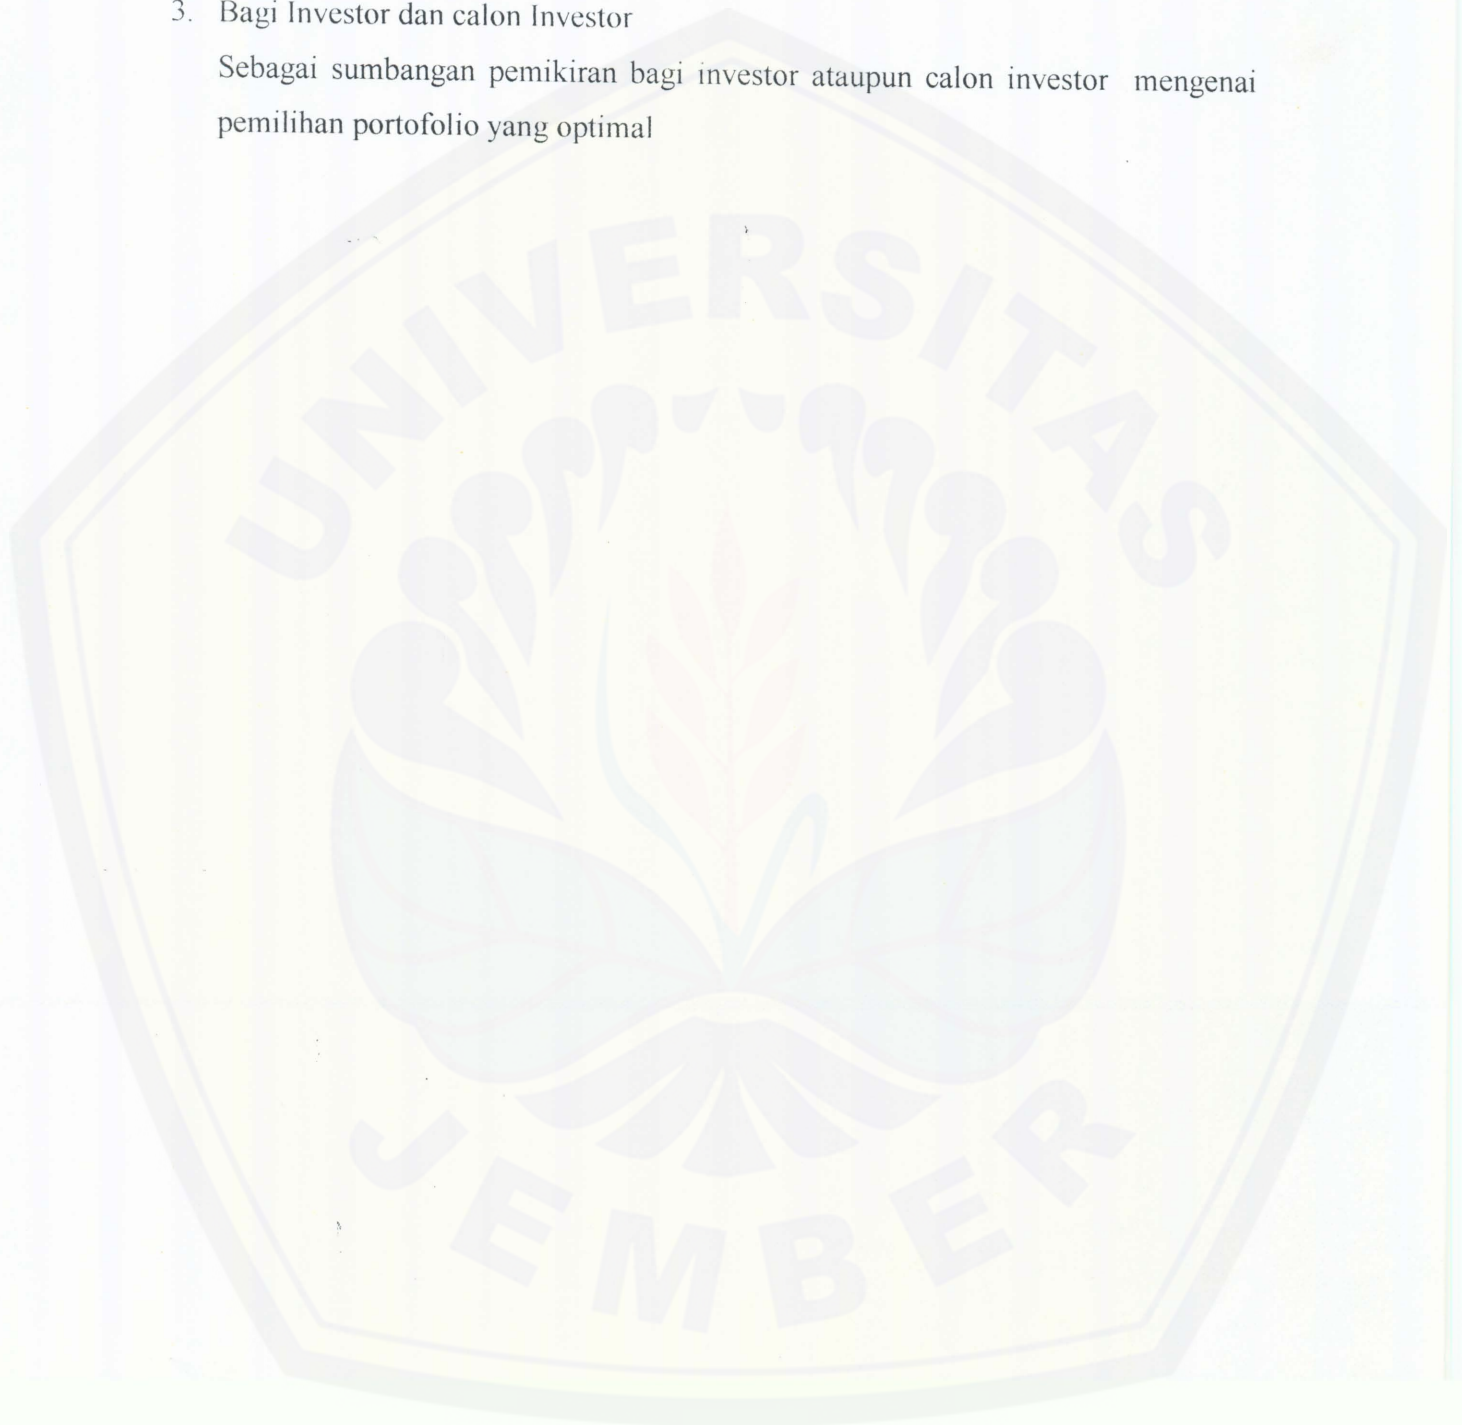 3. Bagi Investor dan calon Investor
Sebagai sumbangan pemikiran bagi investor ataupun calon investor mengenai
pemilihan portofolio yang optimal
UNIVERSITAS
JEMBER